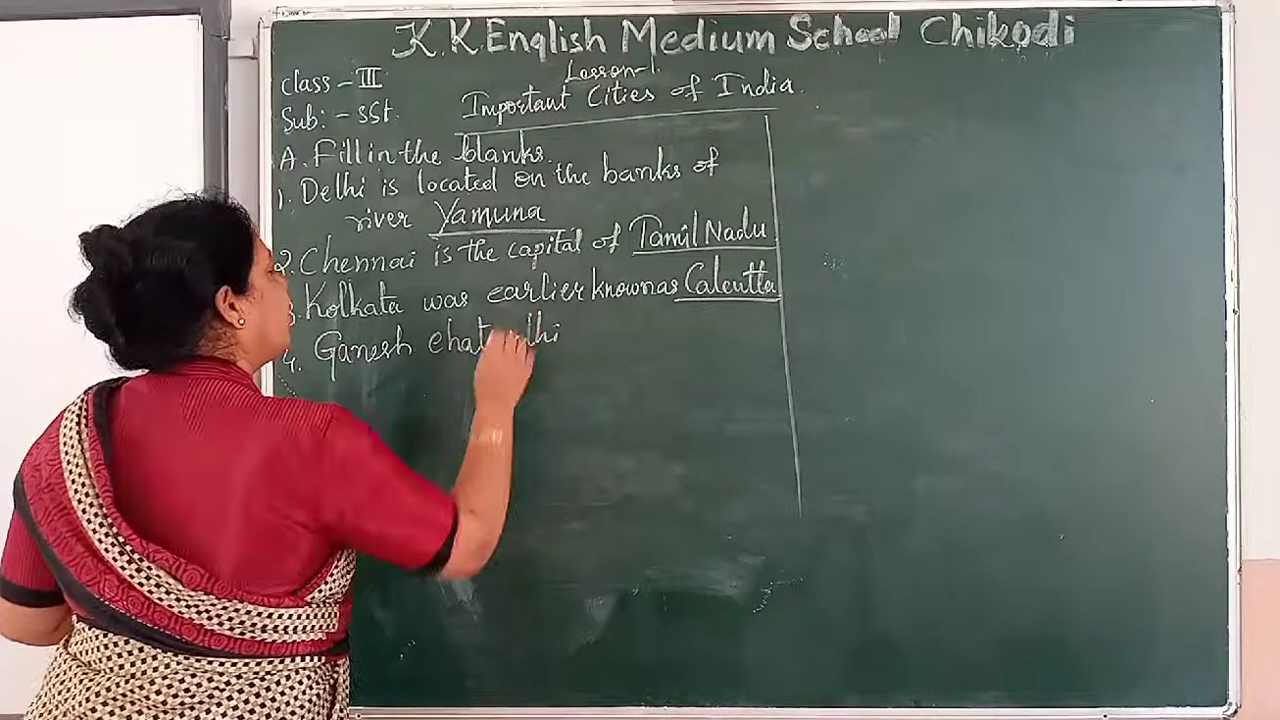 K.K.English Medium School Chikodi
Lesson-1.
class - III
Important Cities of India.
Sub:- SSt.
A. Fill in the blanks.
1. Delhi is located on the banks of
river Yamuna
2. Chennai is the capital of Tamil Nadu
3. Kolkata was earlier known as Calcutta
4. Ganesh